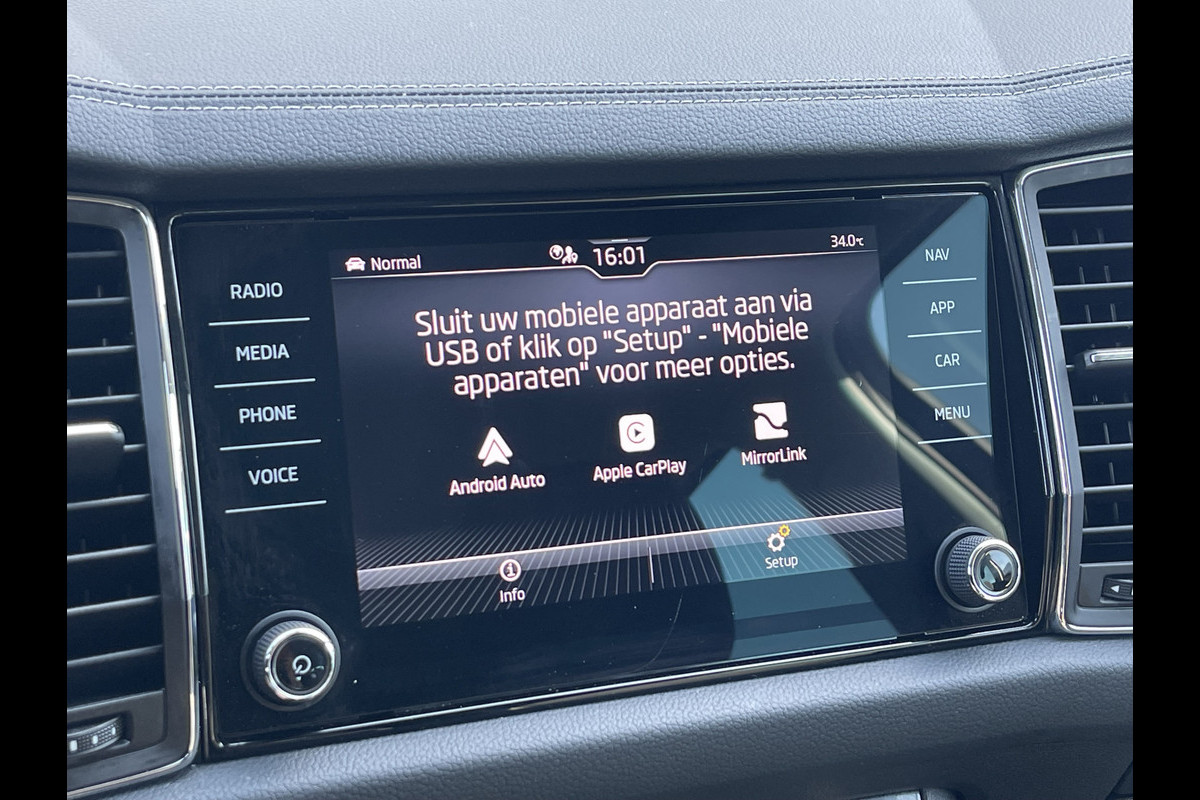 Normal
16:01
34.0°C
RADIO
MEDIA
PHONE
VOICE
Sluit uw mobiele apparaat aan via
USB of klik op "Setup" - "Mobiele
apparaten" voor meer opties.
Android Auto
Apple CarPlay
MirrorLink
Info
Setup
NAV
APP
CAR
MENU